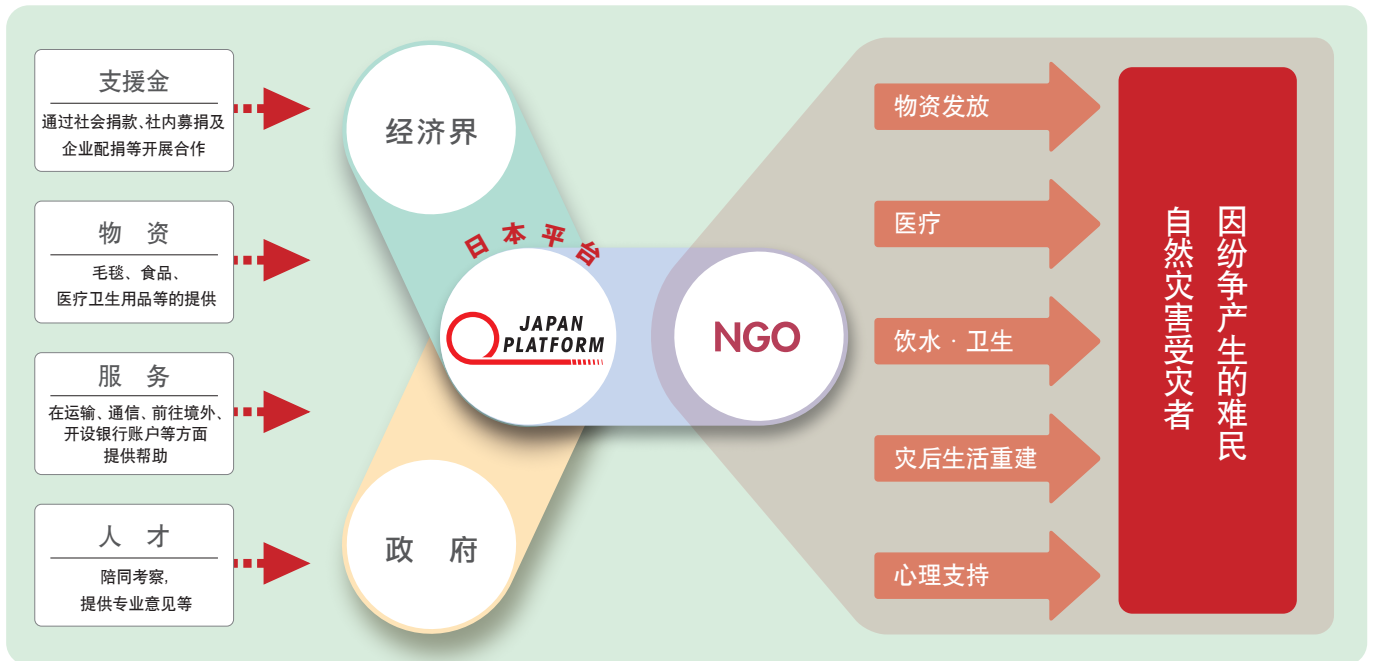 支援金
通过社会捐款、社内募捐及
企业配捐等开展合作
物 资
毛毯、食品、
医疗卫生用品等的提供
服 务
在运输、通信、前往境外、
开设银行账户等方面
提供帮助
人 才
陪同考察,
提供专业意见等
经济界
日本平台
JAPAN
PLATFORM
政 府
NGO
物资发放
医疗
饮水·卫生
灾后生活重建
心理支持
因纷争产生的难民
自然灾害受灾者